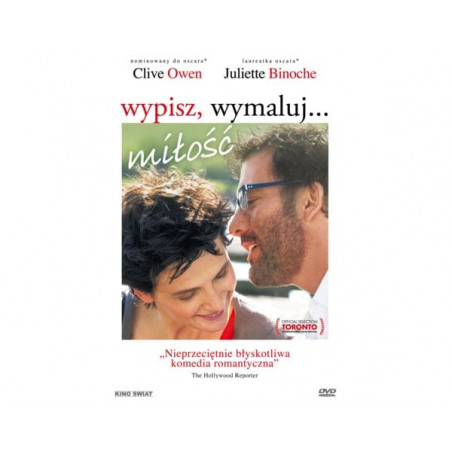 nominowany do oscara*
laureatka oscara*
Clive Owen
Juliette Binoche
wypisz, wymaluj...
miłość
OFFICIAL SELECTION
TORONTO
„Nieprzeciętnie błyskotliwa
komedia romantyczna”
The Hollywood Reporter
KINO ŚWIAT
DVD